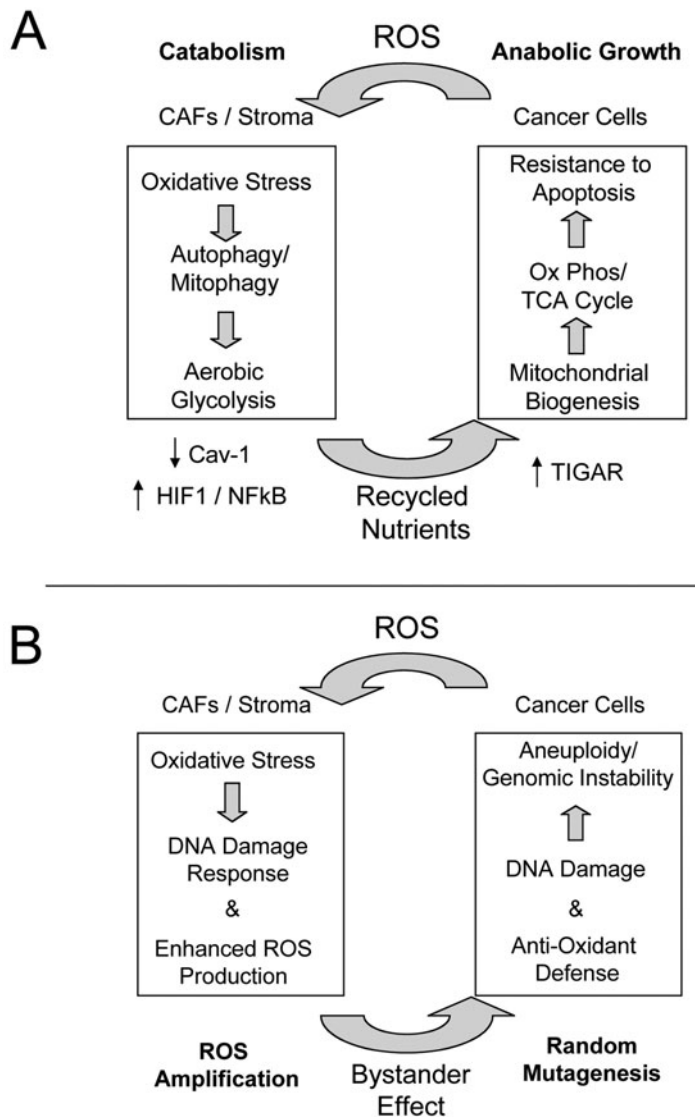 A
Catabolism
ROS
Anabolic Growth
CAFs / Stroma
Cancer Cells
Oxidative Stress
Autophagy/
Mitophagy
Aerobic
Glycolysis
Resistance to
Apoptosis
Ox Phos/
TCA Cycle
Mitochondrial
Biogenesis
↓ Cav-1
↑ HIF1 / NFkB
Recycled
Nutrients
↑ TIGAR
B
ROS
CAFs / Stroma
Cancer Cells
Oxidative Stress
DNA Damage
Response
&
Enhanced ROS
Production
Aneuploidy/
Genomic Instability
DNA Damage
&
Anti-Oxidant
Defense
ROS
Amplification
Bystander
Effect
Random
Mutagenesis